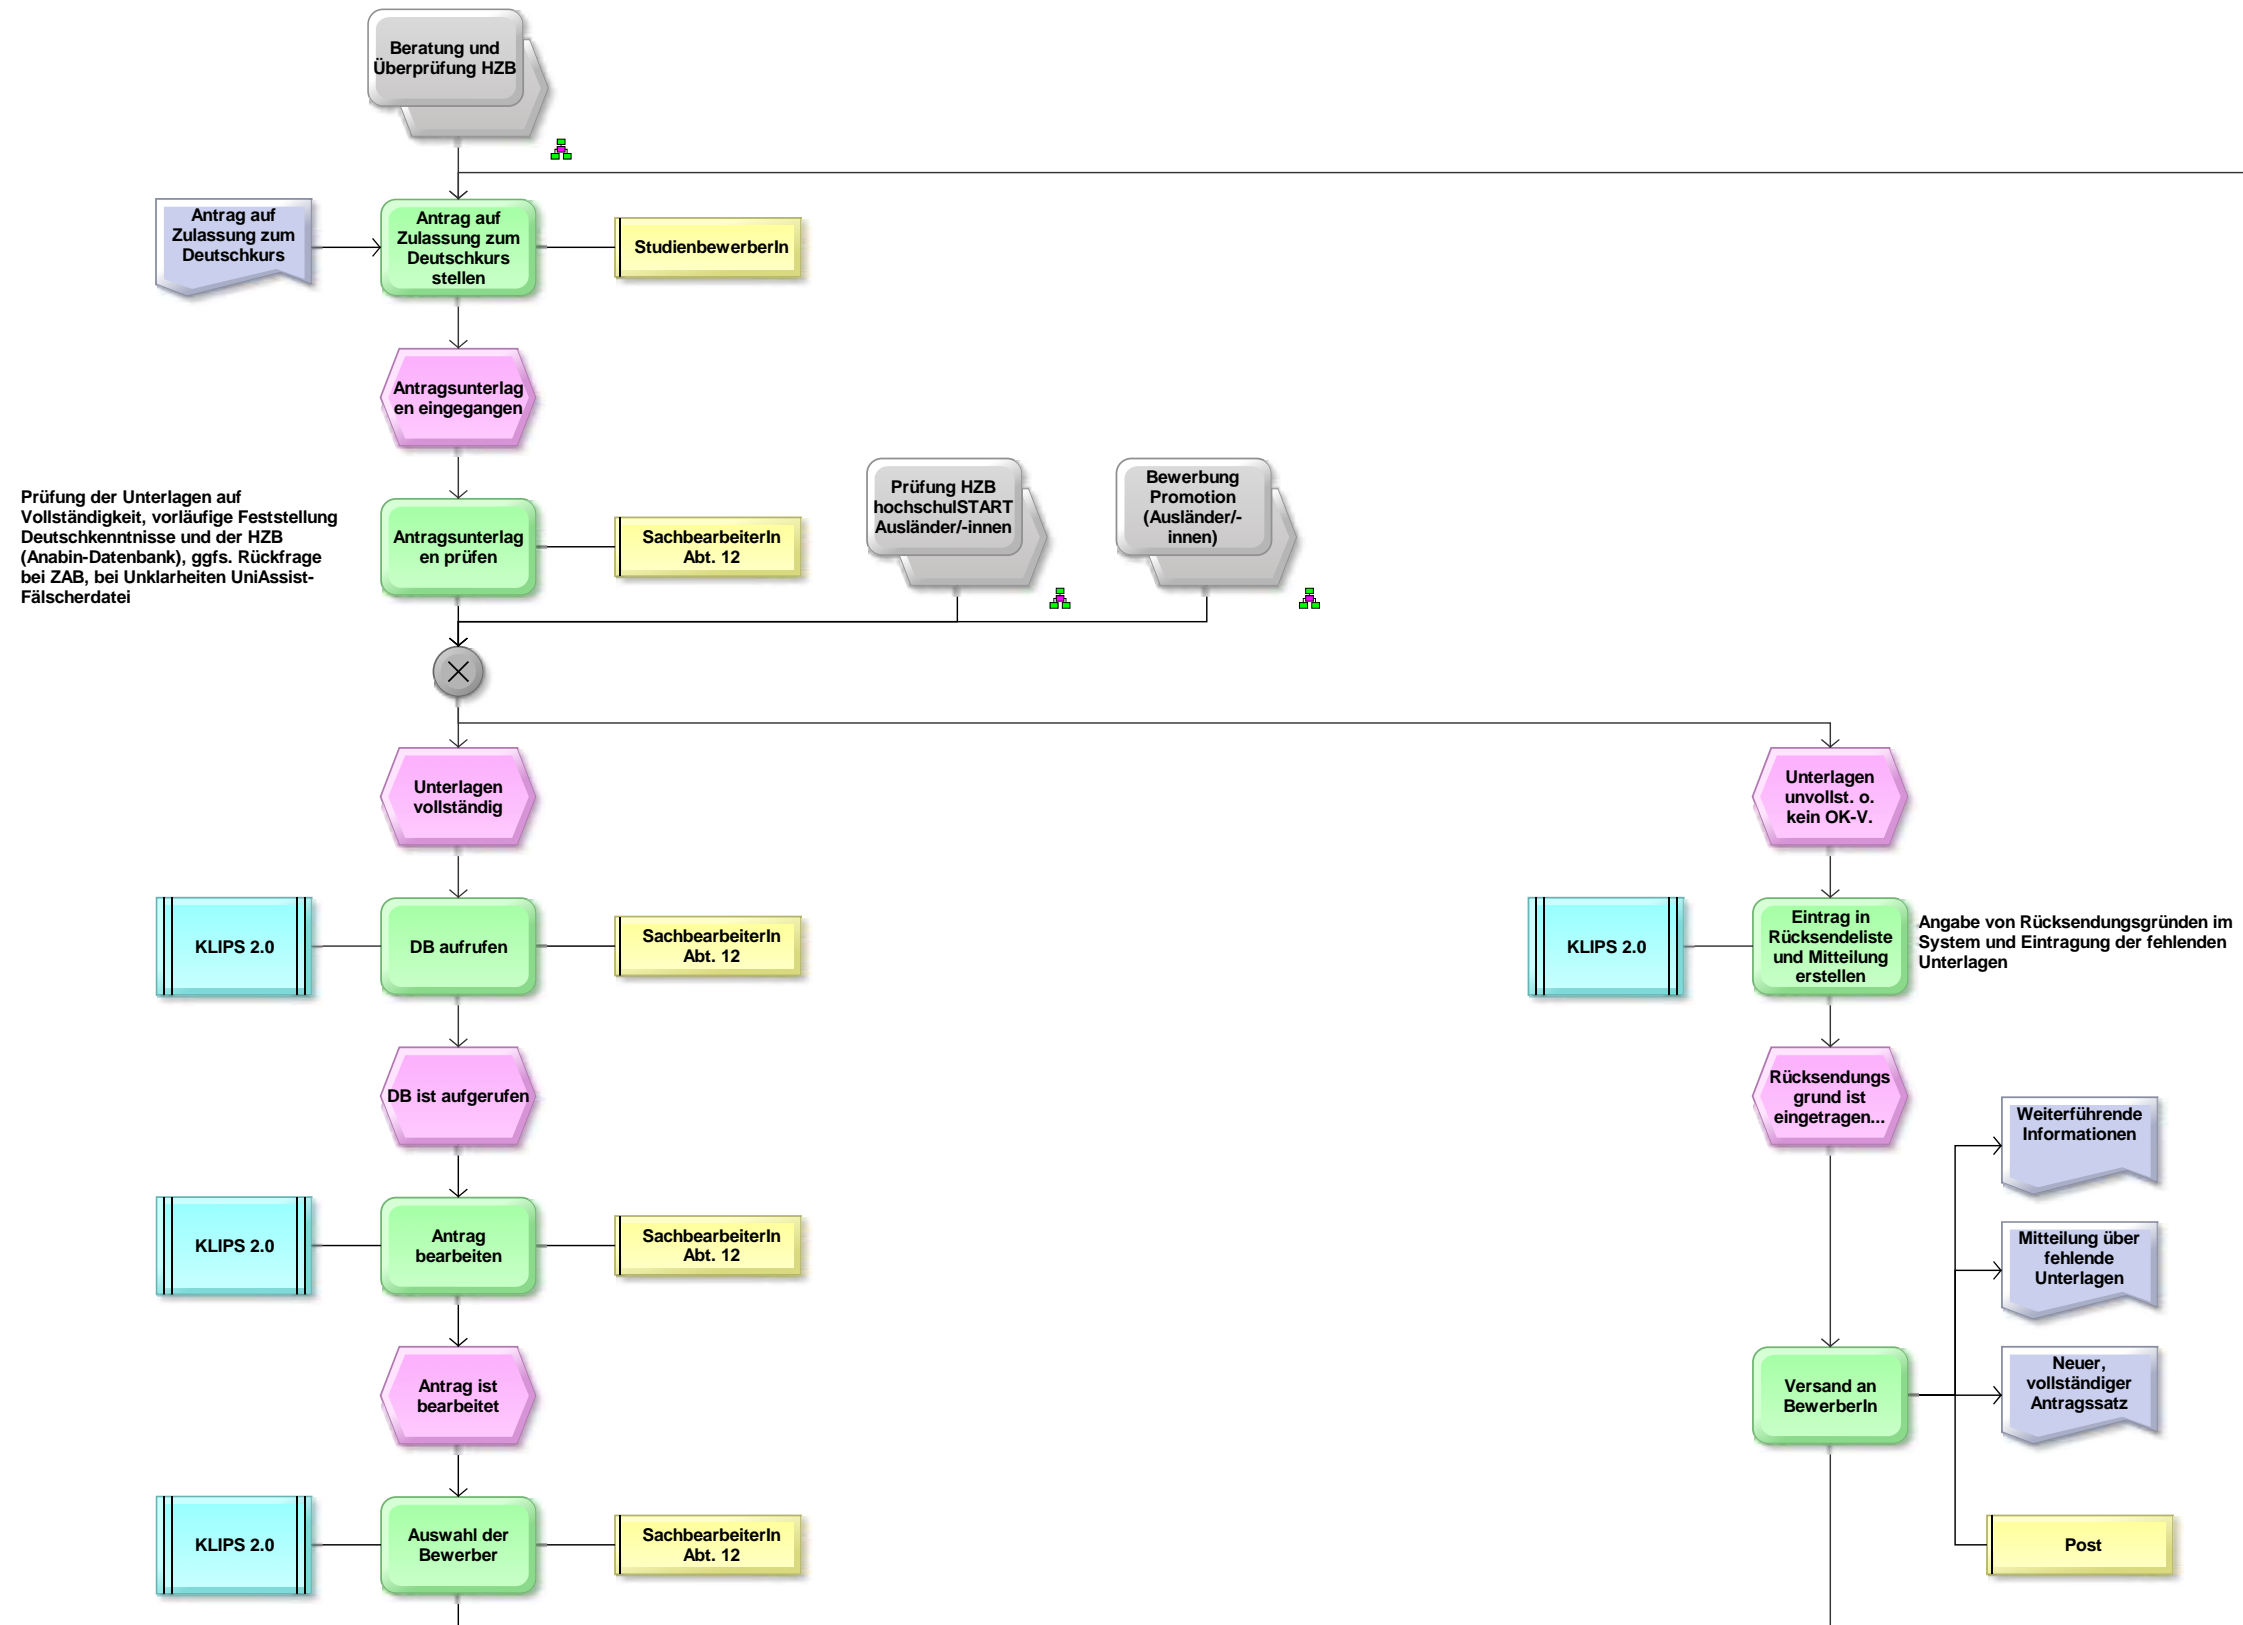 Beratung und
Überprüfung HZB
Antrag auf
Zulassung zum
Deutschkurs
Antrag auf
Zulassung zum
Deutschkurs
stellen
StudienbewerberIn
Antragsunterlag
en eingegangen
Prüfung der Unterlagen auf
Vollständigkeit, vorläufige Feststellung
Deutschkenntnisse und der HZB
(Anabin-Datenbank), ggfs. Rückfrage
bei ZAB, bei Unklarheiten UniAssist-
Fälscherdatei
Antragsunterlag
en prüfen
SachbearbeiterIn
Abt. 12
Prüfung HZB
hochschulSTART
Ausländer/-innen
Bewerbung
Promotion
(Ausländer/-
innen)
Unterlagen
vollständig
Unterlagen
unvollst. o.
kein OK-V.
KLIPS 2.0
DB aufrufen
SachbearbeiterIn
Abt. 12
KLIPS 2.0
Eintrag in
Rücksendeliste
und Mitteilung
erstellen
Angabe von Rücksendungsgründen im
System und Eintragung der fehlenden
Unterlagen
DB ist aufgerufen
Rücksendungs
grund ist
eingetragen...
Weiterführende
Informationen
KLIPS 2.0
Antrag
bearbeiten
SachbearbeiterIn
Abt. 12
Mitteilung über
fehlende
Unterlagen
Antrag ist
bearbeitet
Versand an
BewerberIn
Neuer,
vollständiger
Antragssatz
KLIPS 2.0
Auswahl der
Bewerber
SachbearbeiterIn
Abt. 12
Post